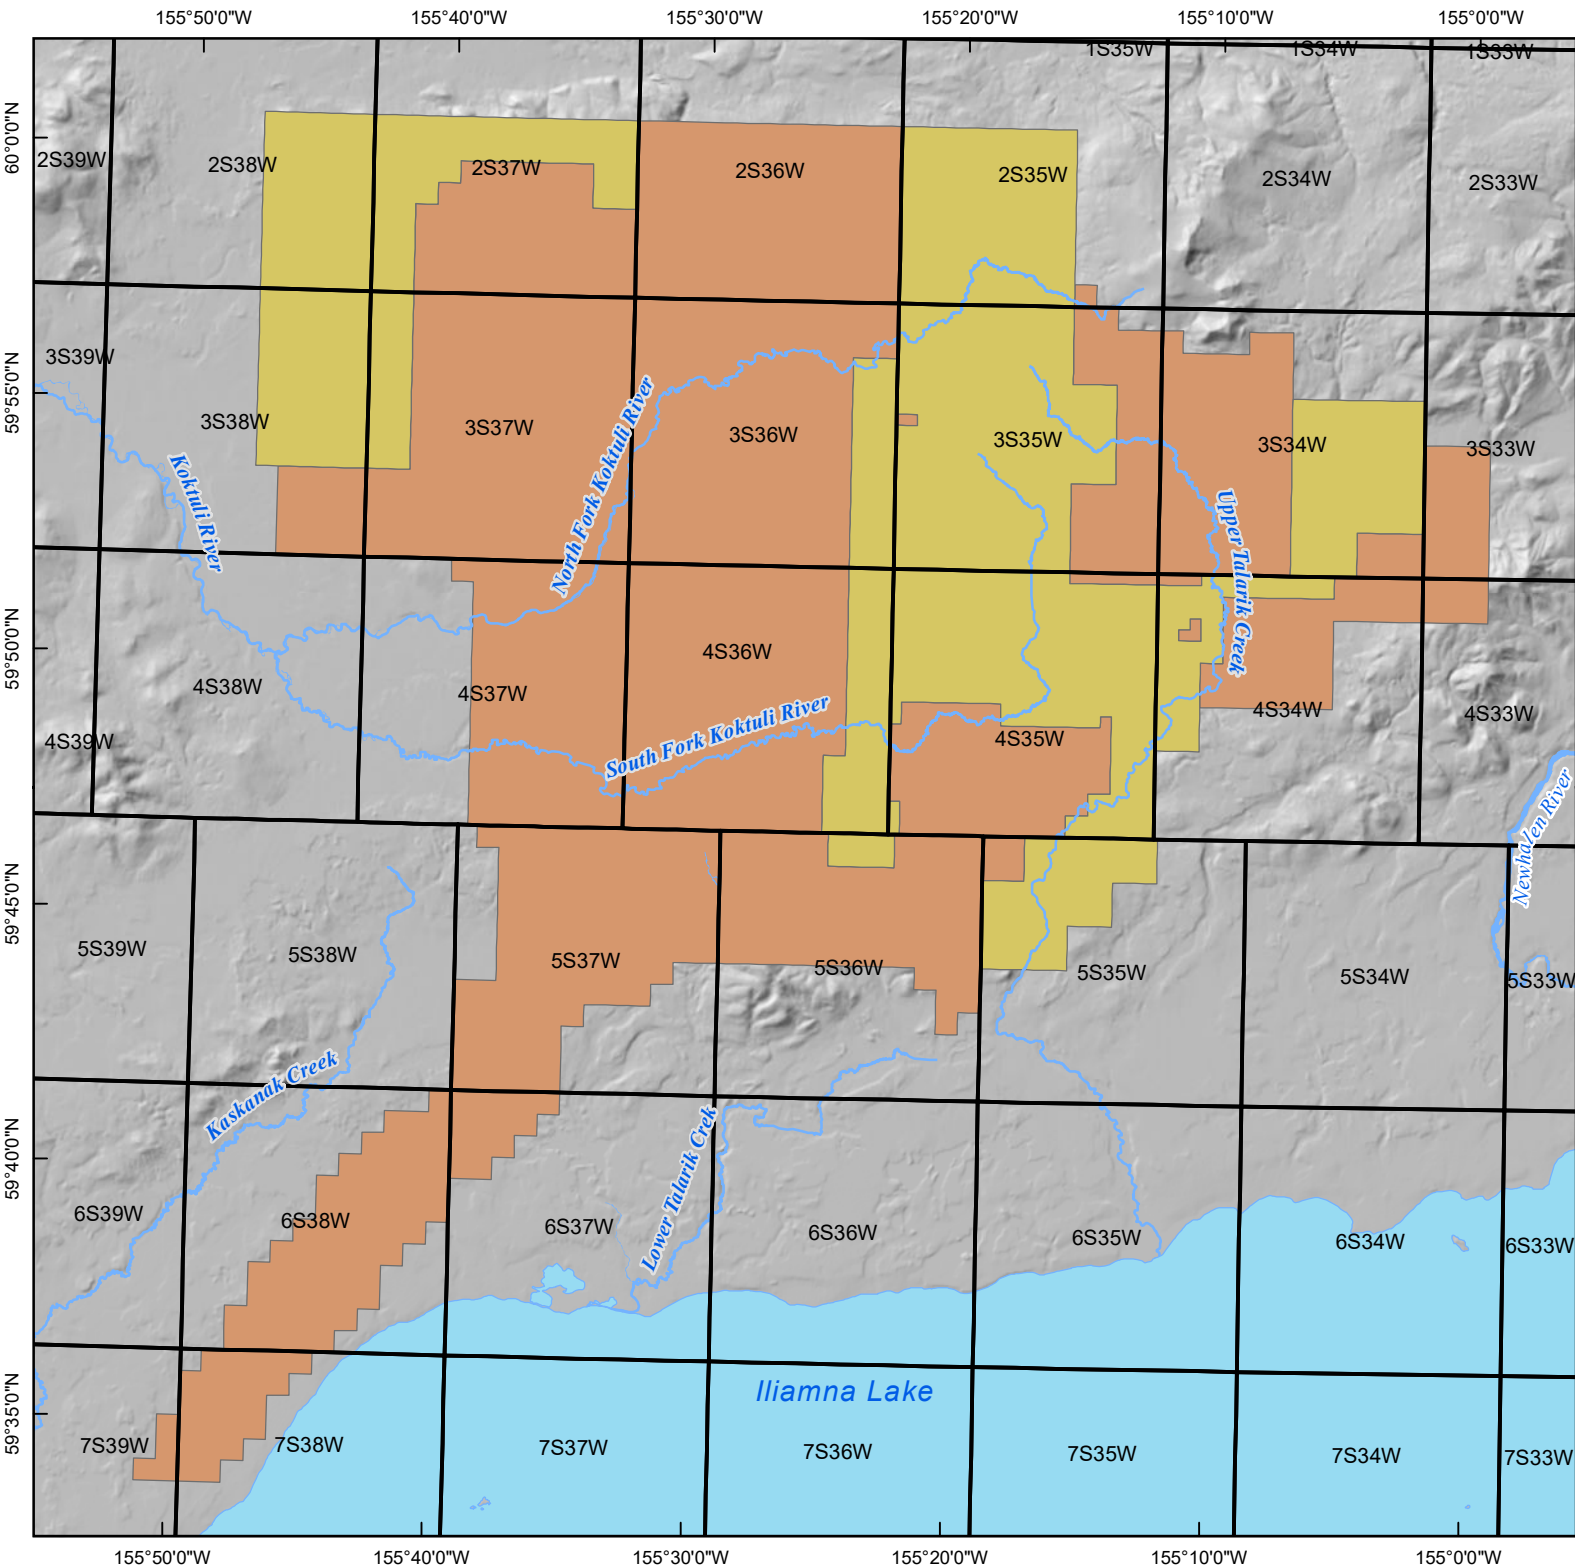 155°50'0"W 155°40'0"W 155°30'0"W 155°20'0"W 155°10'0"W 155°0'0"W
1S35W 1S34W 1S33W
60°0'0"N
2S39W 2S38W 2S37W 2S36W 2S35W 2S34W 2S33W
59°55'0"N
3S39W 3S38W 3S37W 3S36W 3S35W 3S34W 3S33W
Koktuli River
North Fork Koktuli River
Upper Talarik Creek
59°50'0"N
4S39W 4S38W 4S37W 4S36W 4S35W 4S34W 4S33W
South Fork Koktuli River
Newhalen River
59°45'0"N
5S39W 5S38W 5S37W 5S36W 5S35W 5S34W 5S33W
Kaskanak Creek
Lower Talarik Crek
59°40'0"N
6S39W 6S38W 6S37W 6S36W 6S35W 6S34W 6S33W
Iliamna Lake
59°35'0"N
7S39W 7S38W 7S37W 7S36W 7S35W 7S34W 7S33W
155°50'0"W 155°40'0"W 155°30'0"W 155°20'0"W 155°10'0"W 155°0'0"W